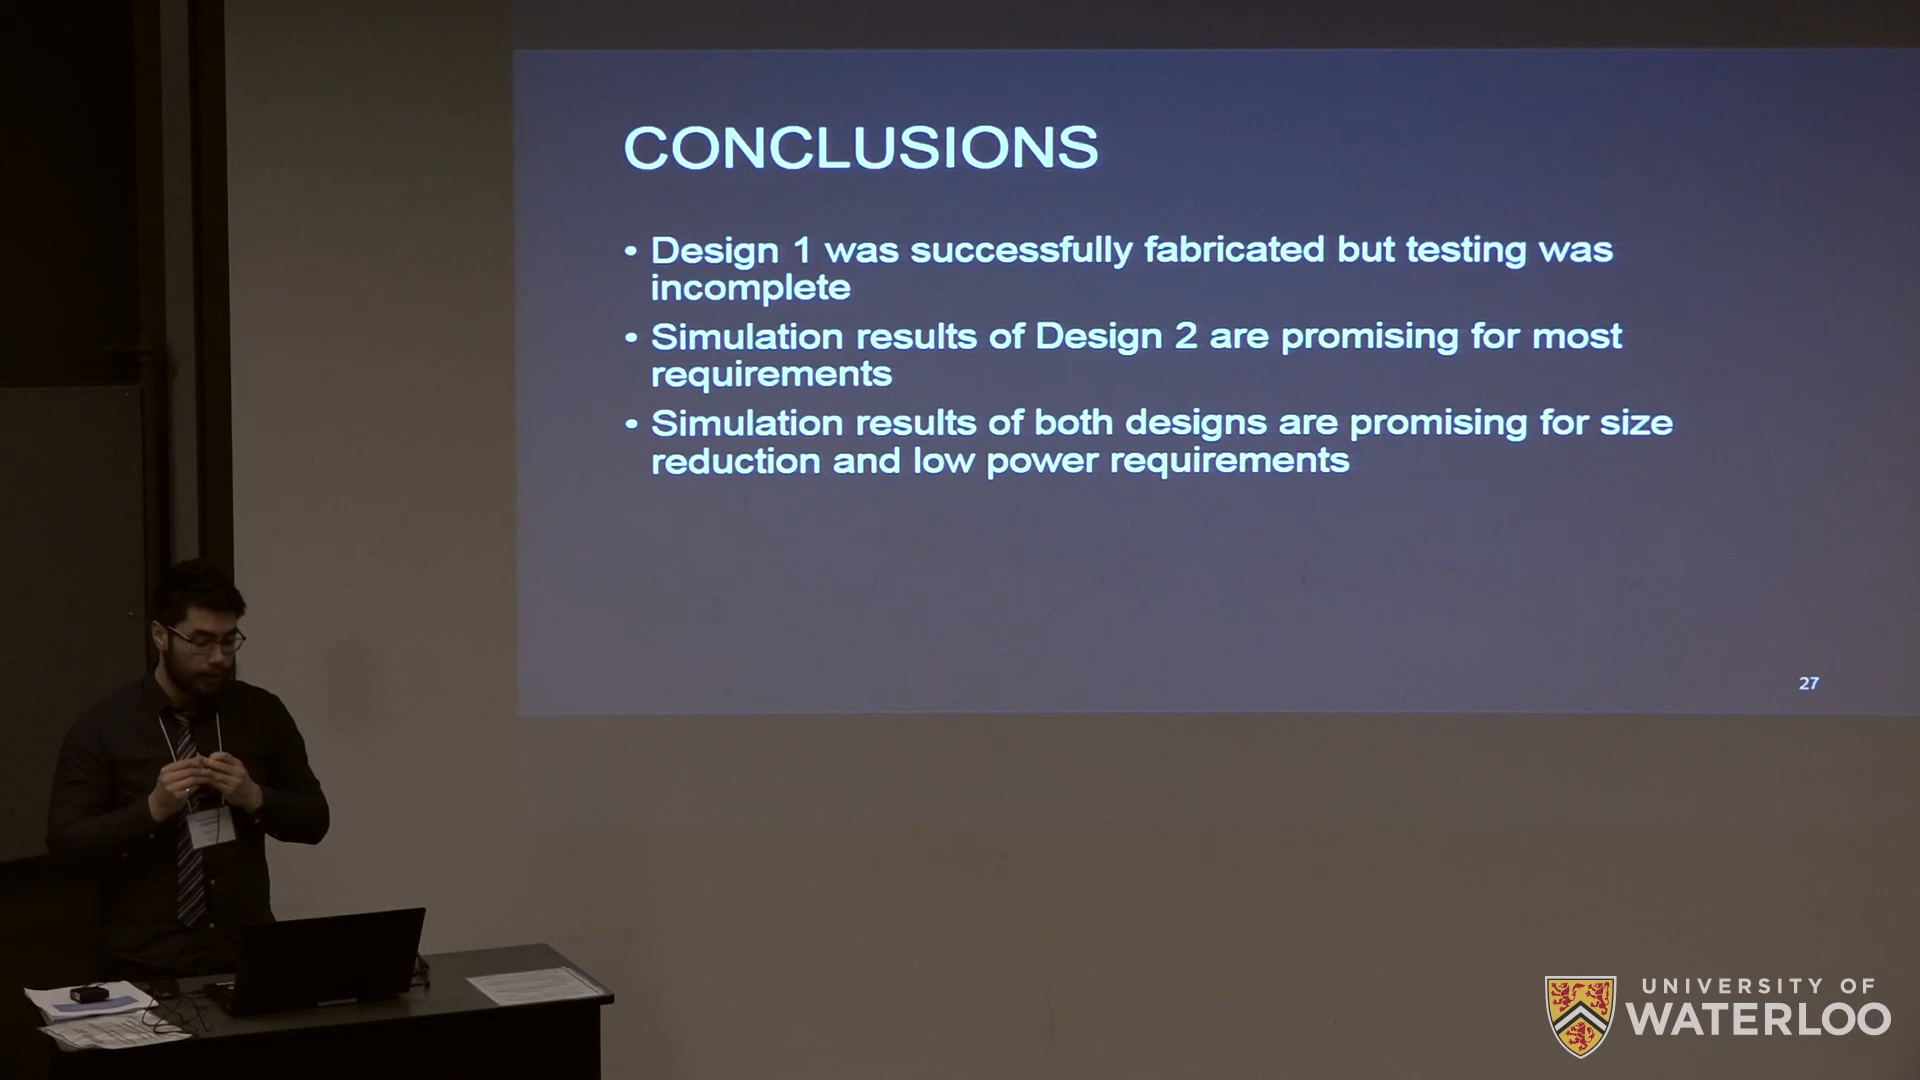 CONCLUSIONS
• Design 1 was successfully fabricated but testing was
incomplete
• Simulation results of Design 2 are promising for most
requirements
• Simulation results of both designs are promising for size
reduction and low power requirements
27
UNIVERSITY OF
WATERLOO